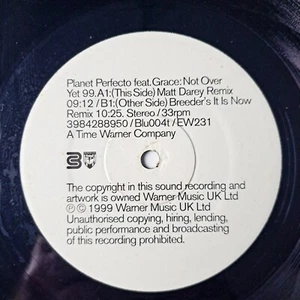 Planet Perfecto feat.Grace: Not Over
Yet 99.A1:(This Side) Matt Darey Remix
09:12 / B1:(Other Side) Breeder's It Is Now
Remix 10:25. Stereo / 33rpm
3984288950 / Blu004t / EW231
A Time Warner Company
The copyright in this sound recording and
artwork is owned Warner Music UK Ltd
℗ © 1999 Warner Music UK Ltd
Unauthorised copying, hiring, lending,
public performance and broadcasting
of this recording prohibited.